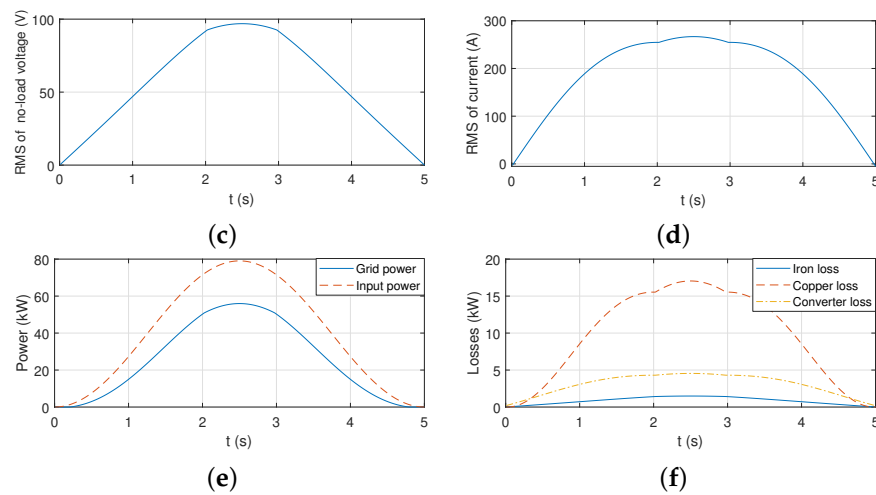 RMS of no-load voltage (V)
100
50
0
0 1 2 3 4 5
t (s)
(c)
RMS of current (A)
300
200
100
0
0 1 2 3 4 5
t (s)
(d)
Power (kW)
80
60
40
20
0
0 1 2 3 4 5
t (s)
Grid power
Input power
(e)
Losses (kW)
20
15
10
5
0
0 1 2 3 4 5
t (s)
Iron loss
Copper loss
Converter loss
(f)